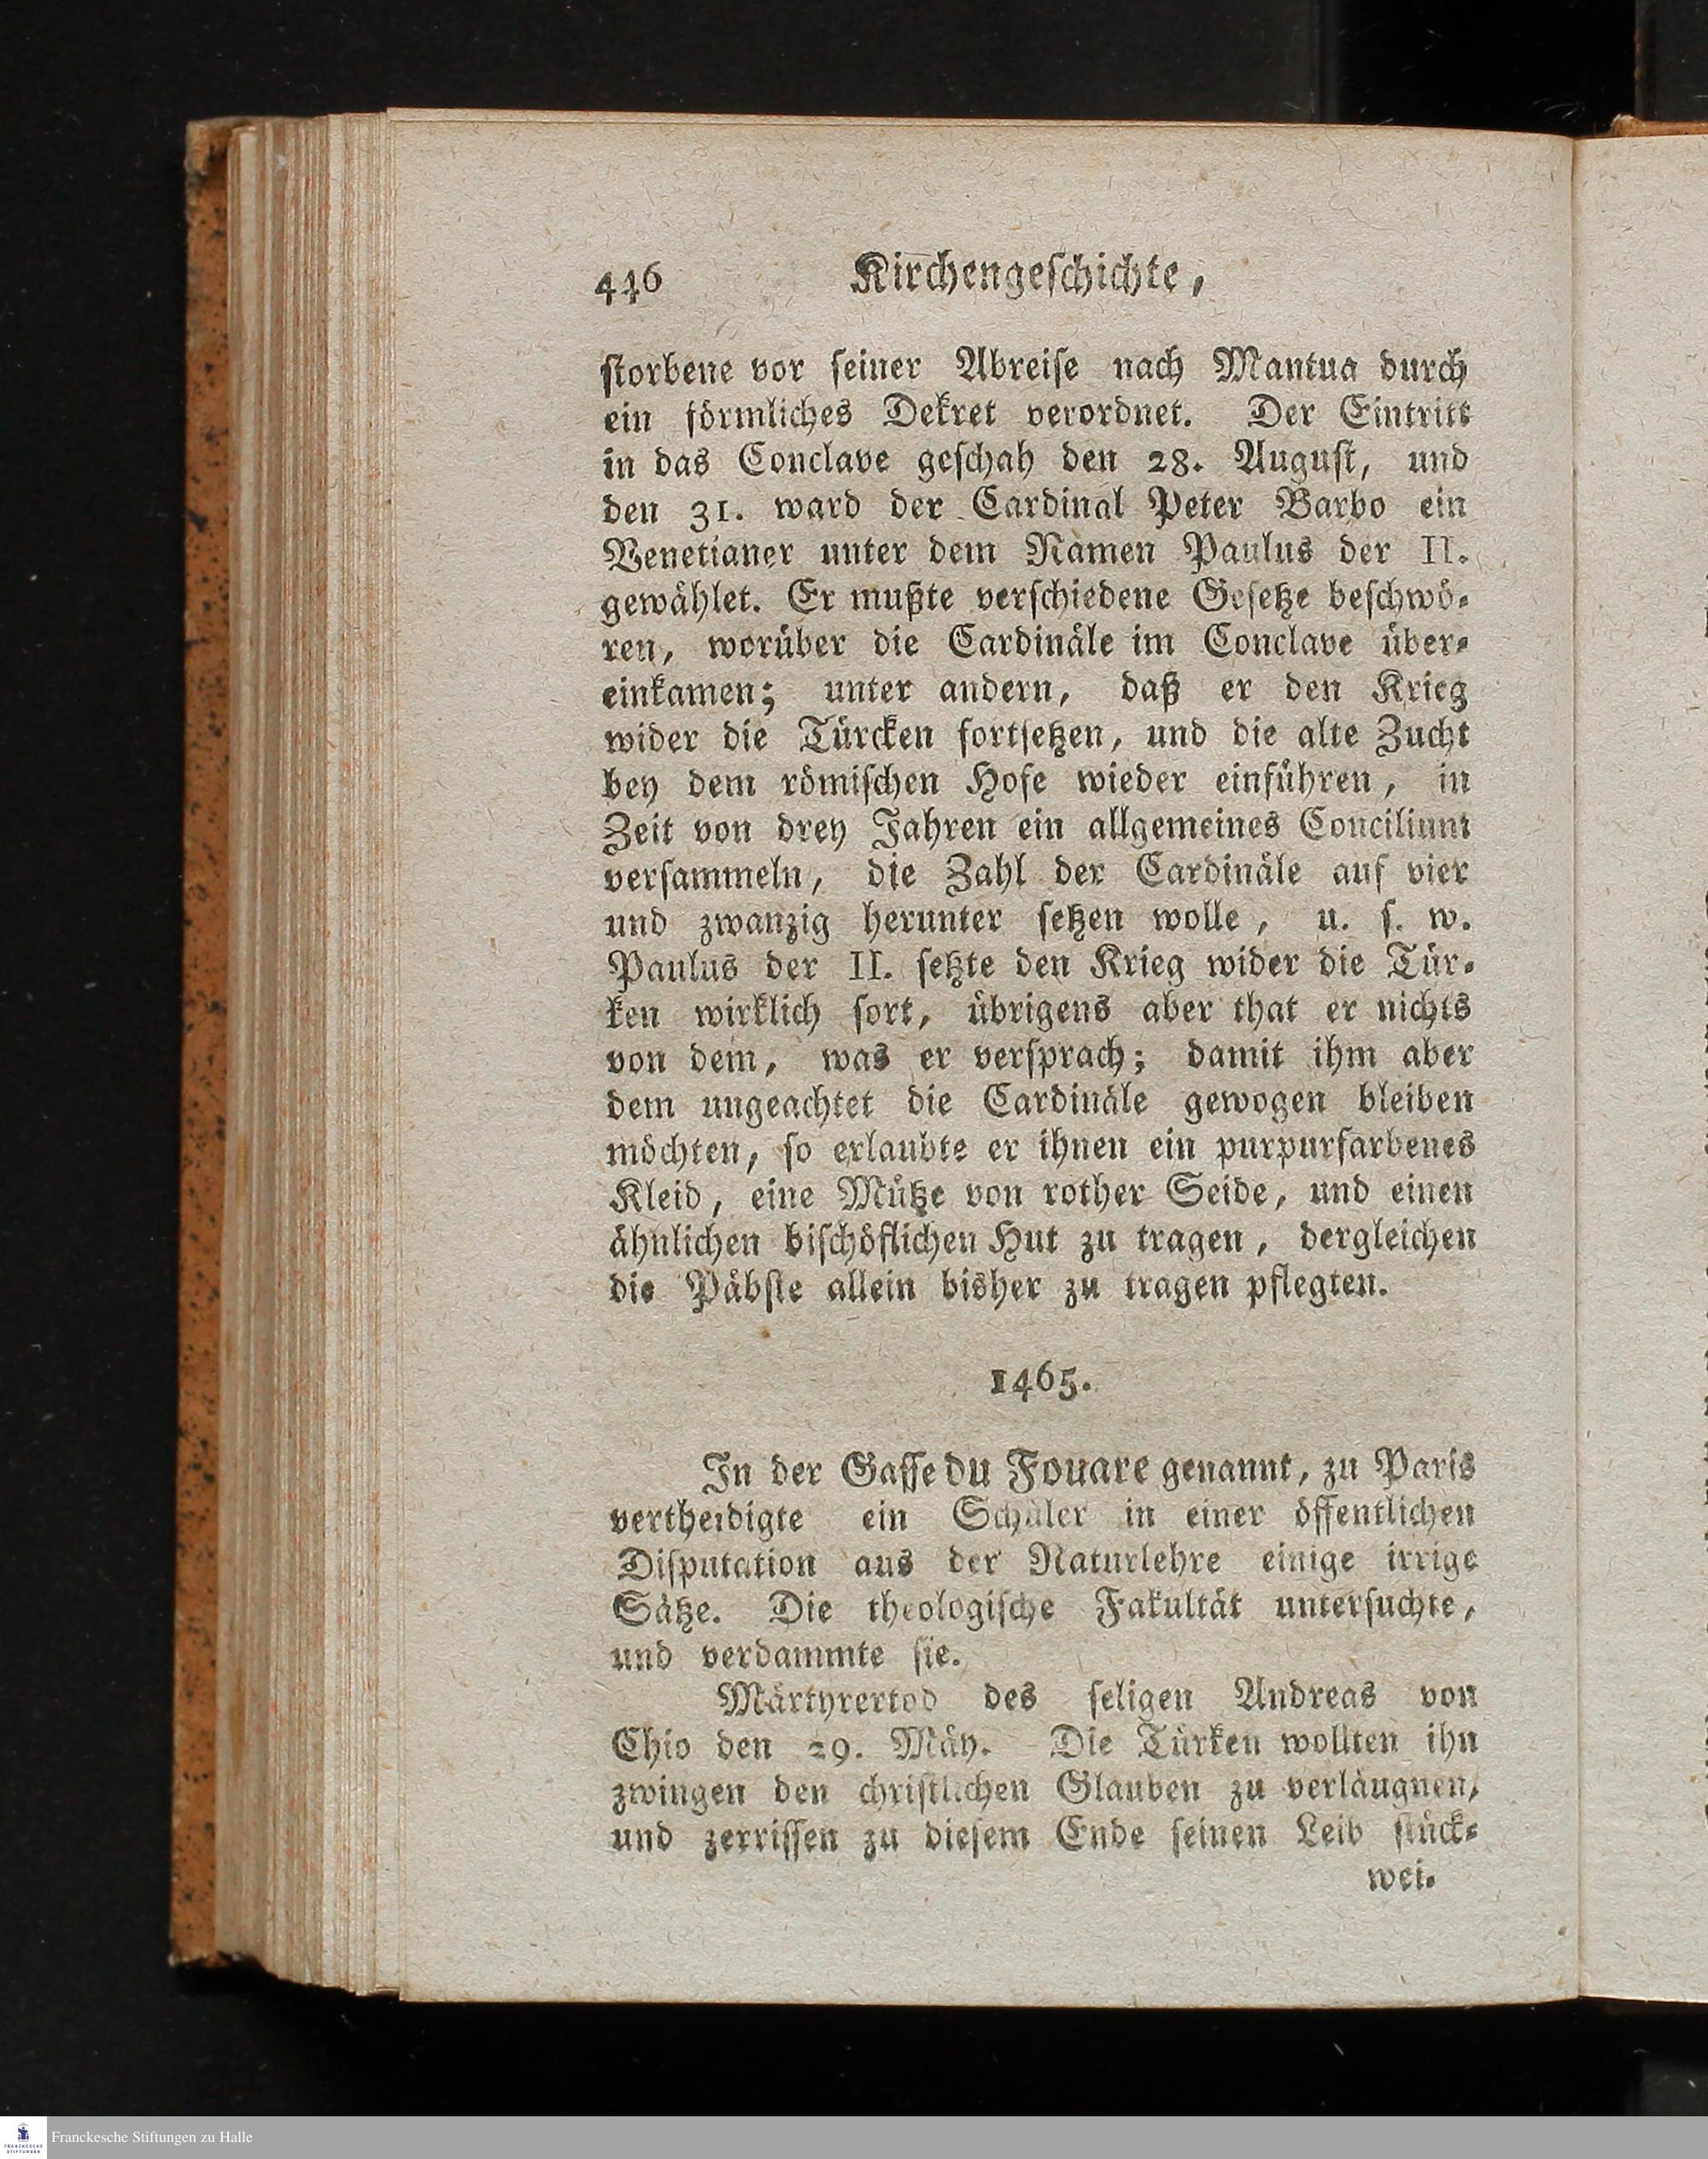 446 Kirchengeschichte,
storbene vor seiner Abreise nach Mantua durch
ein förmliches Dekret verordnet. Der Eintritt
in das Conclave geschah den 28. August, und
den 31. ward der Cardinal Peter Barbo ein
Venetianer unter dem Namen Paulus der II.
gewählet. Er mußte verschiedene Gesetze beschwö-
ren, worüber die Cardinäle im Conclave über-
einkamen; unter andern, daß er den Krieg
wider die Türcken fortsetzen, und die alte Zucht
bey dem römischen Hofe wieder einführen, in
Zeit von drey Jahren ein allgemeines Concilium
versammeln, die Zahl der Cardinäle auf vier
und zwanzig herunter setzen wolle, u. s. w.
Paulus der II. setzte den Krieg wider die Tür-
ken wirklich fort, übrigens aber that er nichts
von dem, was er versprach; damit ihm aber
dem ungeachtet die Cardinäle gewogen bleiben
möchten, so erlaubte er ihnen ein purpurfarbenes
Kleid, eine Mütze von rother Seide, und einen
ähnlichen bischöflichen Hut zu tragen, dergleichen
die Päbste allein bisher zu tragen pflegten.
1465.
In der Gasse du Fouare genannt, zu Paris
vertheidigte ein Schüler in einer öffentlichen
Disputation aus der Naturlehre einige irrige
Sätze. Die theologische Fakultät untersuchte,
und verdammte sie.
Märtyrertod des seligen Andreas von
Chio den 29. Mäy. Die Türken wollten ihn
zwingen den christlichen Glauben zu verläugnen,
und zerrissen zu diesem Ende seinen Leib stück-
wei-
FRANCKESCHE
STIFTUNGEN
Franckesche Stiftungen zu Halle